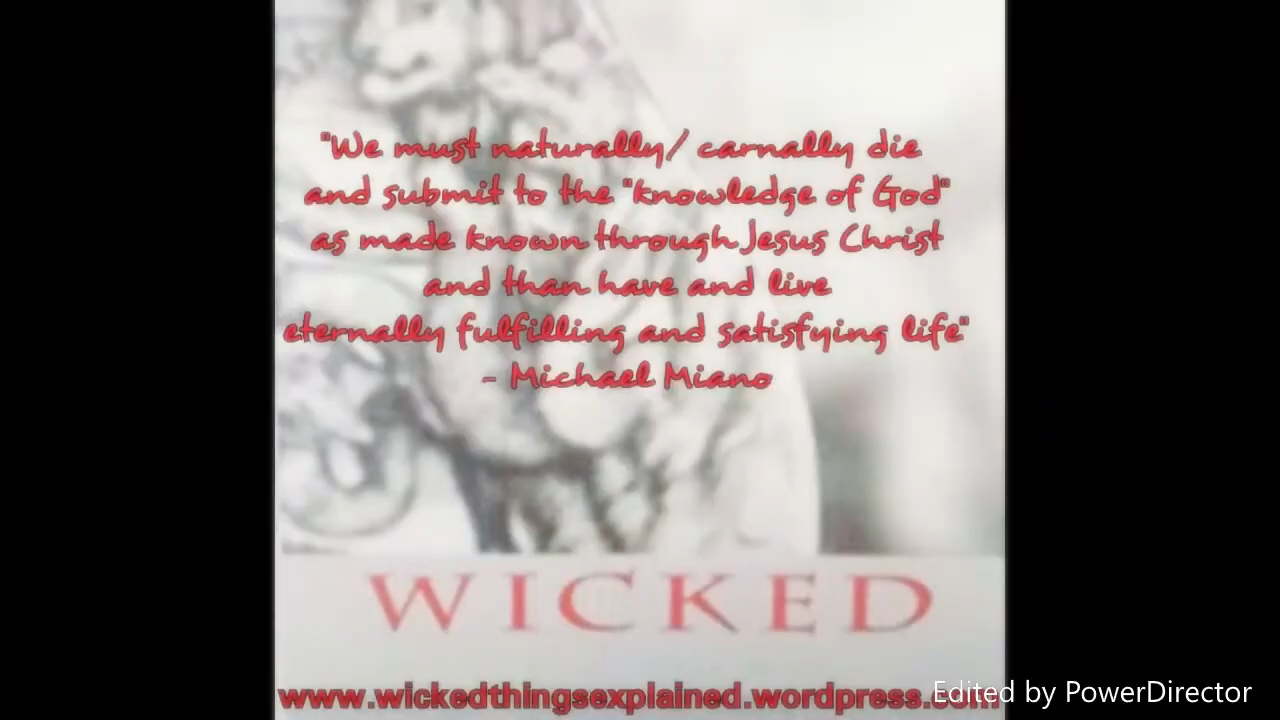 "We must naturally/ carnally die
and submit to the "knowledge of God"
as made known through Jesus Christ
and than have and live
eternally fulfilling and satisfying life"
- Michael Miano
WICKED
www.wickedthingsexplained.wordpress.com
Edited by PowerDirector